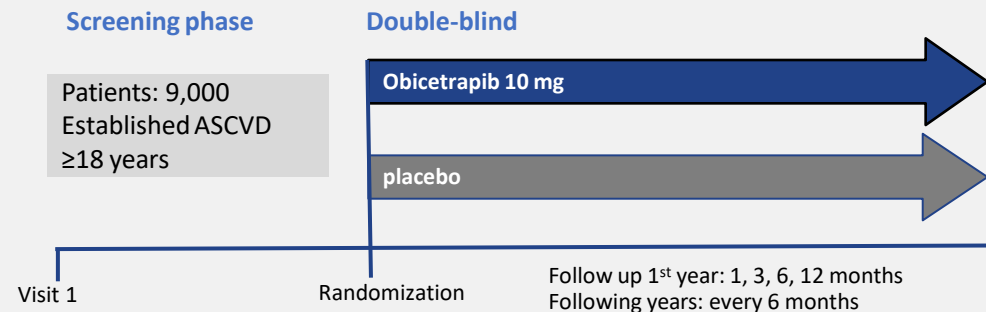 Screening phase
Double-blind
Patients: 9,000
Established ASCVD
≥18 years
Obicetrapib 10 mg
placebo
Visit 1
Randomization
Follow up 1st year: 1, 3, 6, 12 months
Following years: every 6 months